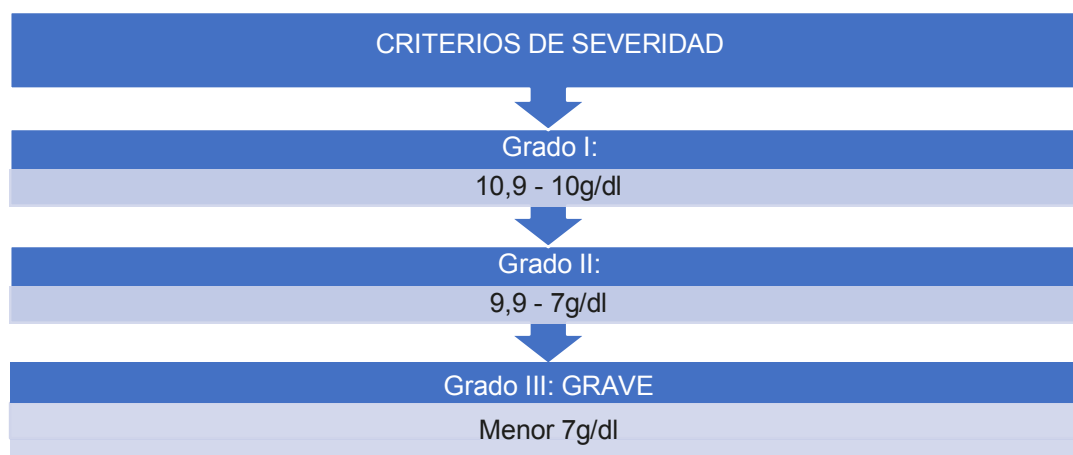 CRITERIOS DE SEVERIDAD
Grado I:
10,9 - 10g/dl
Grado II:
9,9 - 7g/dl
Grado III: GRAVE
Menor 7g/dl